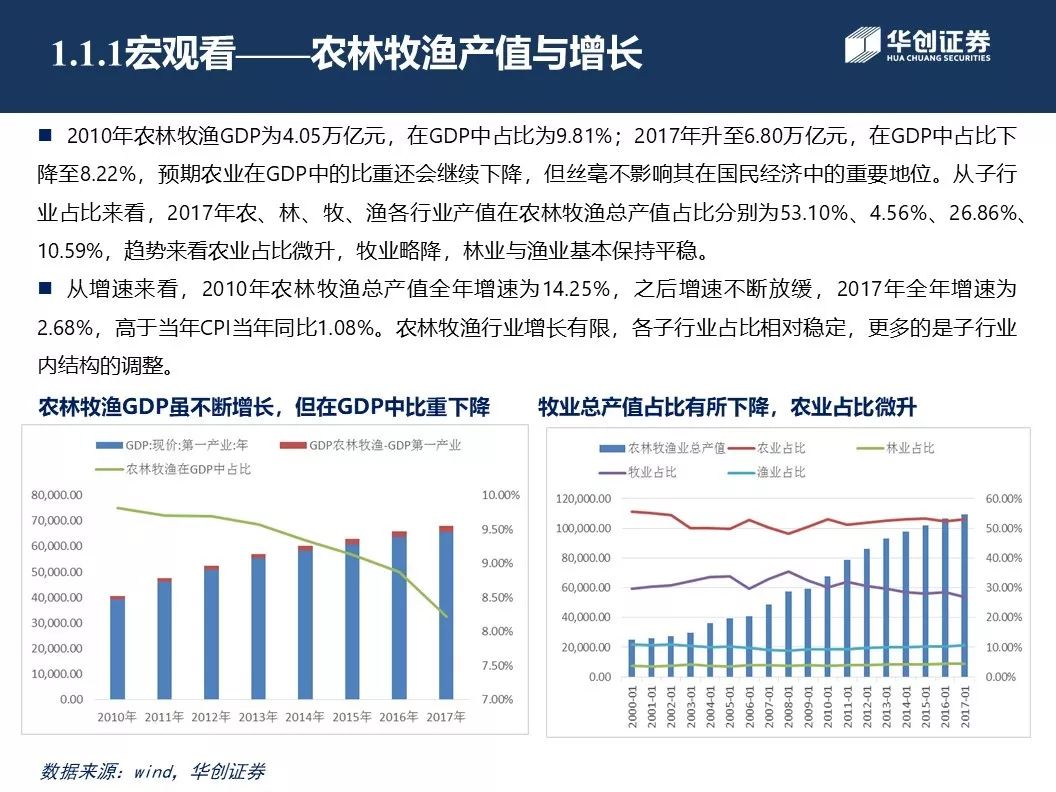 1.1.1宏观看——农林牧渔产值与增长
华创证券
HUA CHUANG SECURITIES
■ 2010年农林牧渔GDP为4.05万亿元，在GDP中占比为9.81%；2017年升至6.80万亿元，在GDP中占比下
降至8.22%，预期农业在GDP中的比重还会继续下降，但丝毫不影响其在国民经济中的重要地位。从子行
业占比来看，2017年农、林、牧、渔各行业产值在农林牧渔总产值占比分别为53.10%、4.56%、26.86%、
10.59%，趋势来看农业占比微升，牧业略降，林业与渔业基本保持平稳。
■ 从增速来看，2010年农林牧渔总产值全年增速为14.25%，之后增速不断放缓，2017年全年增速为
2.68%，高于当年CPI当年同比1.08%。农林牧渔行业增长有限，各子行业占比相对稳定，更多的是子行业
内结构的调整。
农林牧渔GDP虽不断增长，但在GDP中比重下降
GDP:现价:第一产业:年
GDP农林牧渔-GDP第一产业
农林牧渔在GDP中占比
80,000.00
70,000.00
60,000.00
50,000.00
40,000.00
30,000.00
20,000.00
10,000.00
0.00
10.00%
9.50%
9.00%
8.50%
8.00%
7.50%
7.00%
2010年 2011年 2012年 2013年 2014年 2015年 2016年 2017年
牧业总产值占比有所下降，农业占比微升
农林牧渔业总产值
农业占比
林业占比
牧业占比
渔业占比
120,000.00
100,000.00
80,000.00
60,000.00
40,000.00
20,000.00
0.00
60.00%
50.00%
40.00%
30.00%
20.00%
10.00%
0.00%
2000-01
2001-01
2002-01
2003-01
2004-01
2005-01
2006-01
2007-01
2008-01
2009-01
2010-01
2011-01
2012-01
2013-01
2014-01
2015-01
2016-01
2017-01
数据来源：wind，华创证券